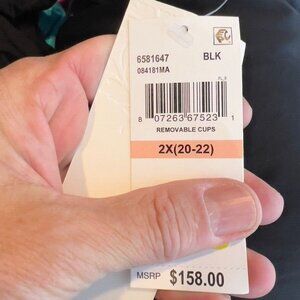 6581647 BLK
084181MA
8 07263 67523 1
REMOVABLE CUPS
2X(20-22)
MSRP $158.00